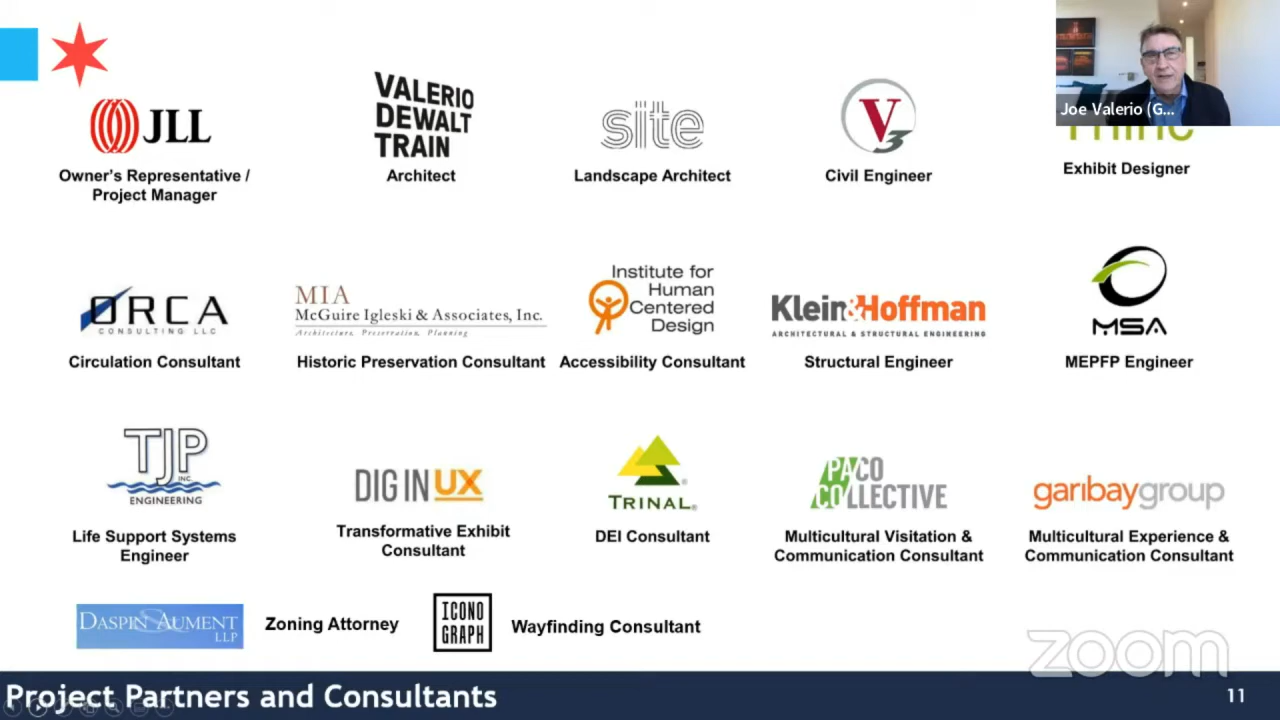 Joe Valerio (G...
JLL
Owner's Representative /
Project Manager
VALERIO
DEWALT
TRAIN
Architect
site
Landscape Architect
V3
Civil Engineer
Exhibit Designer
ORCA
CONSULTING LLC
Circulation Consultant
MIA
McGuire Igleski & Associates, Inc.
Architecture, Preservation, Planning
Historic Preservation Consultant
Institute for
Human
Centered
Design
Accessibility Consultant
Klein&Hoffman
ARCHITECTURAL & STRUCTURAL ENGINEERING
Structural Engineer
MSA
MEPFP Engineer
TJP
INC.
ENGINEERING
Life Support Systems
Engineer
DIG IN UX
Transformative Exhibit
Consultant
TRINAL®
DEI Consultant
PACO
COLLECTIVE
Multicultural Visitation &
Communication Consultant
garibaygroup
Multicultural Experience &
Communication Consultant
DASPIN AUMENT
LLP
Zoning Attorney
ICONO
GRAPH
Wayfinding Consultant
zoom
Project Partners and Consultants
11